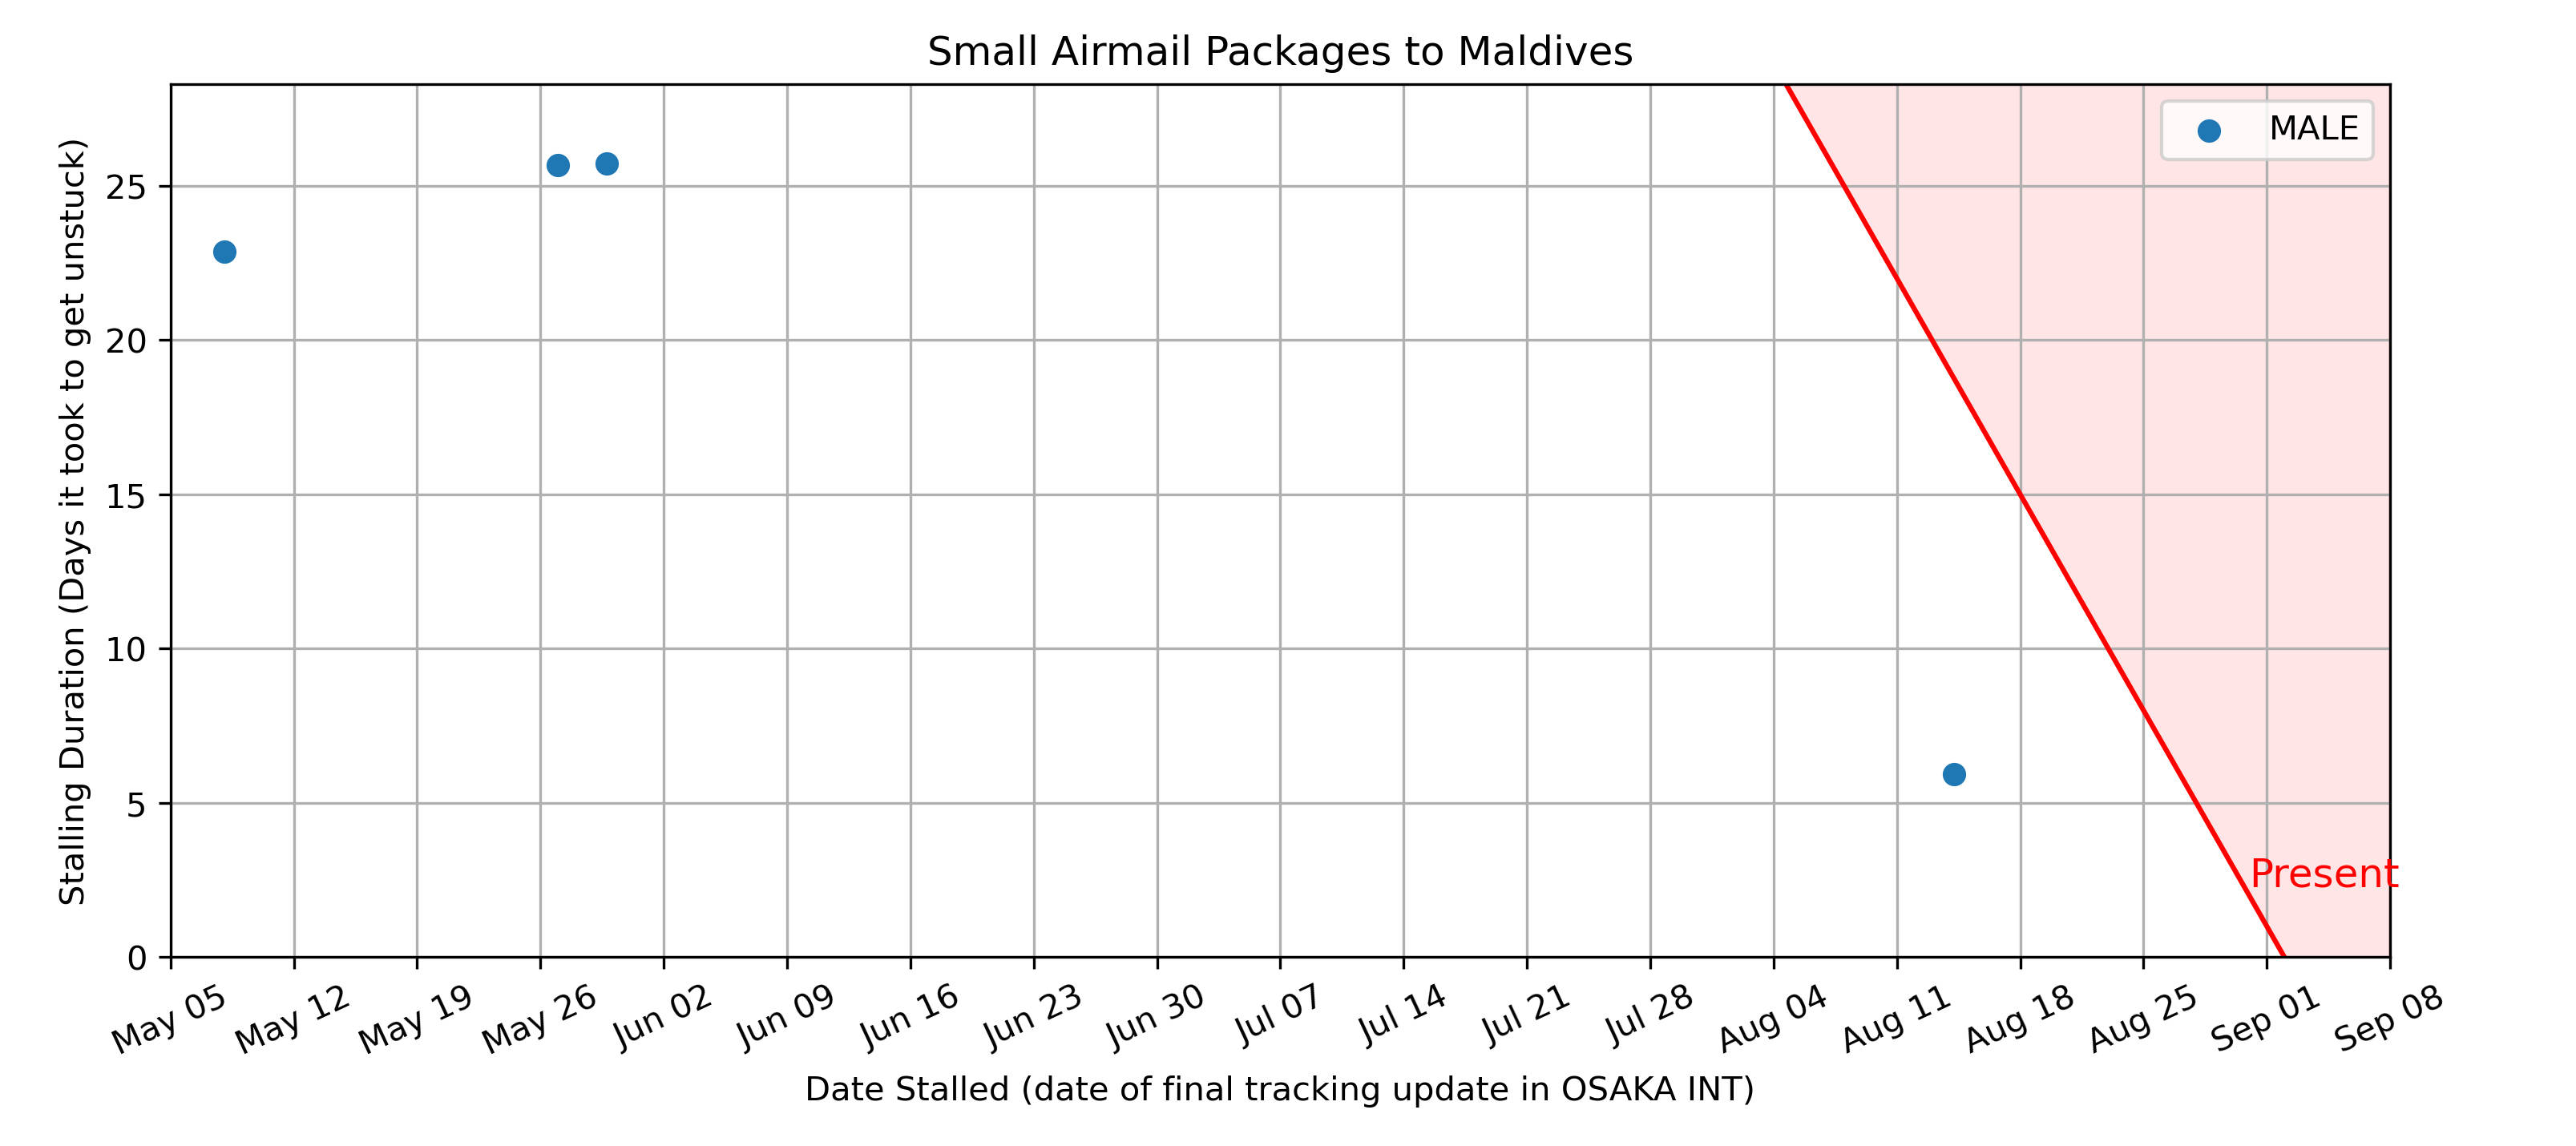 Small Airmail Packages to Maldives
MALE
Stalling Duration (Days it took to get unstuck)
25
20
15
10
5
0
Present
May 05
May 12
May 19
May 26
Jun 02
Jun 09
Jun 16
Jun 23
Jun 30
Jul 07
Jul 14
Jul 21
Jul 28
Aug 04
Aug 11
Aug 18
Aug 25
Sep 01
Sep 08
Date Stalled (date of final tracking update in OSAKA INT)